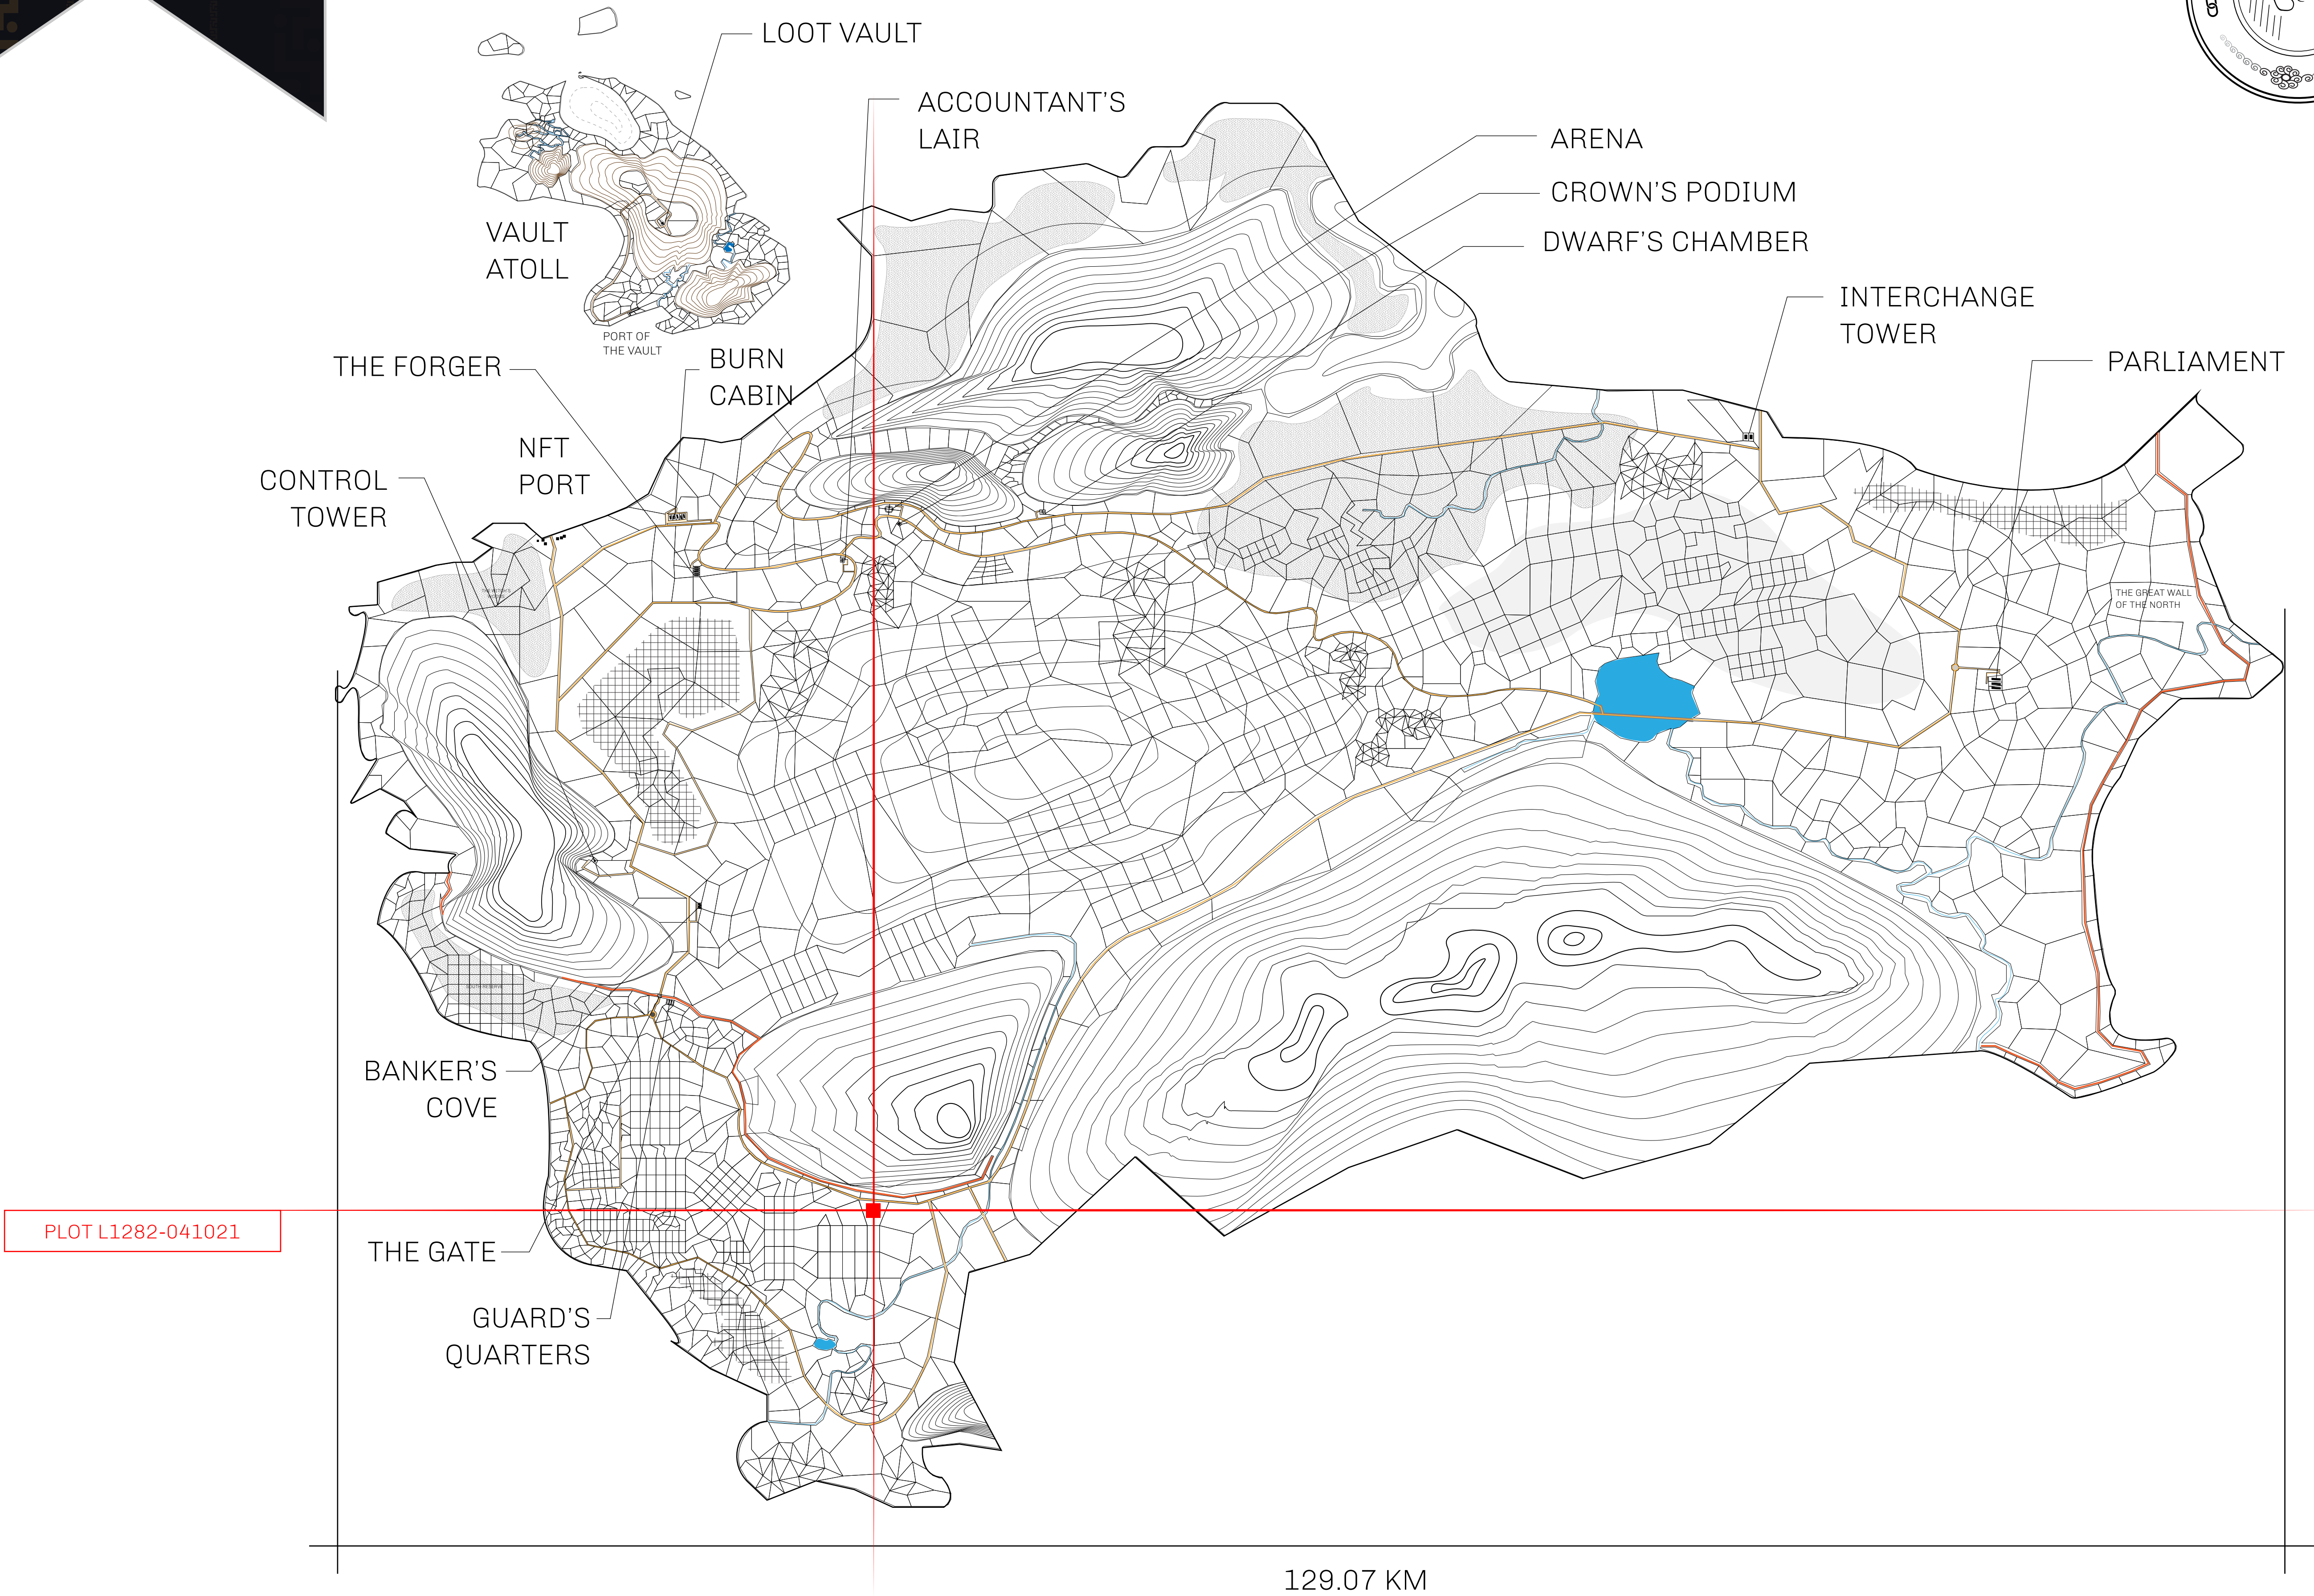 LOOT VAULT
ACCOUNTANT'S
LAIR
ARENA
CROWN'S PODIUM
DWARF'S CHAMBER
VAULT
ATOLL
INTERCHANGE
TOWER
PORT OF
THE VAULT
PARLIAMENT
THE FORGER
BURN
CABIN
NFT
PORT
CONTROL
TOWER
THE GREAT WALL
OF THE NORTH
SOUTH RESERVE
BANKER'S
COVE
PLOT L1282-041021
THE GATE
GUARD'S
QUARTERS
129.07 KM